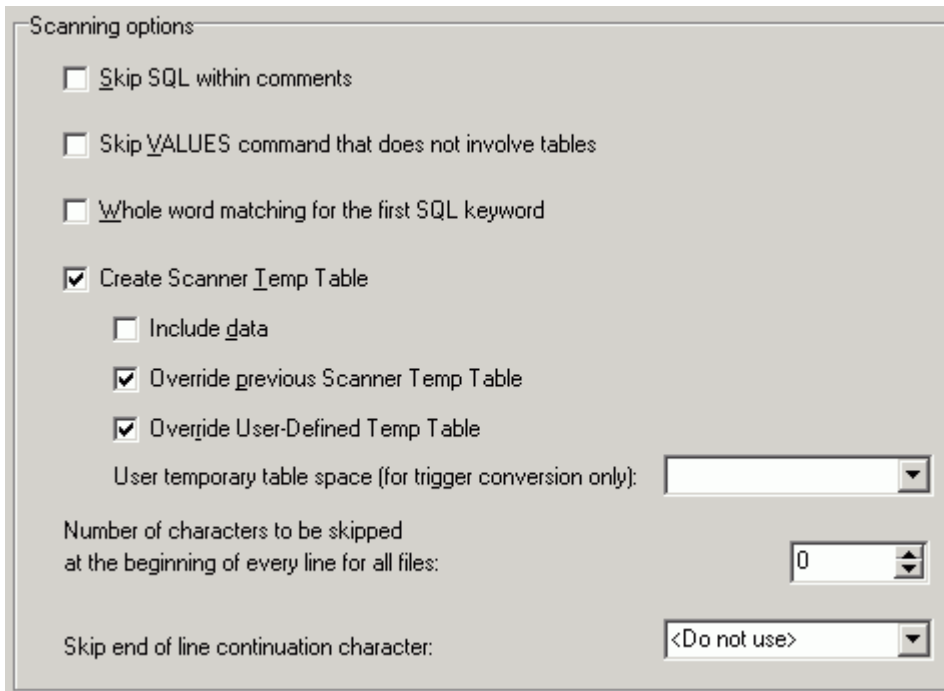 Scanning options
Skip SQL within comments
Skip VALUES command that does not involve tables
Whole word matching for the first SQL keyword
Create Scanner Temp Table
Include data
Override previous Scanner Temp Table
Override User-Defined Temp Table
User temporary table space (for trigger conversion only):
Number of characters to be skipped
at the beginning of every line for all files:
0
Skip end of line continuation character:
<Do not use>